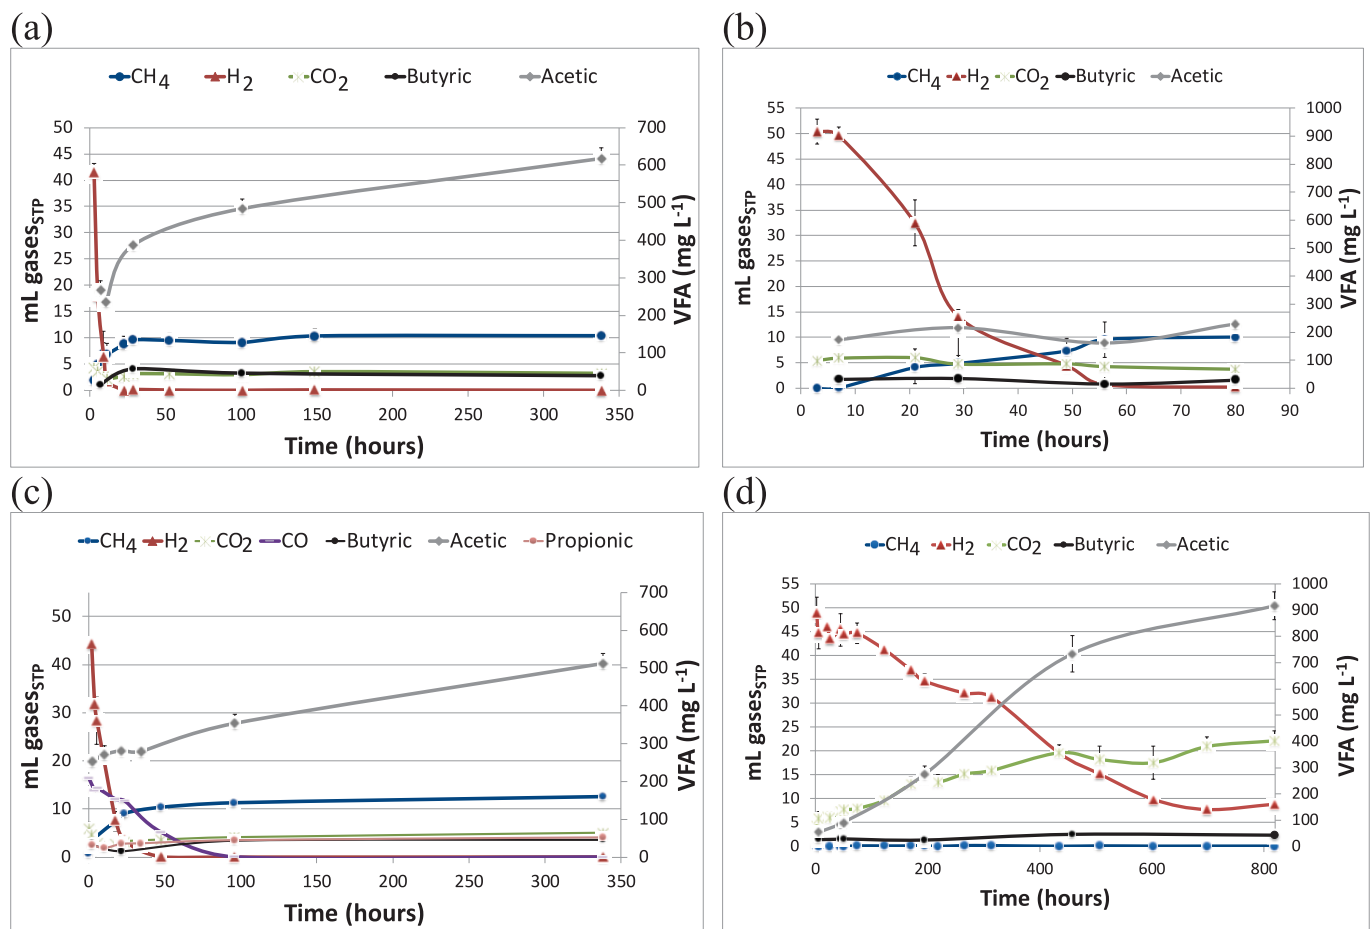 (a)
CH4 H2 CO2 Butyric Acetic
50 45 40 35 30 25 20 15 10 5 0
mL gasesSTP
700 600 500 400 300 200 100 0
VFA (mg L-1)
0 50 100 150 200 250 300 350
Time (hours)
(b)
CH4 H2 CO2 Butyric Acetic
55 50 45 40 35 30 25 20 15 10 5 0
mL gasesSTP
1000 900 800 700 600 500 400 300 200 100 0
VFA (mg L-1)
0 10 20 30 40 50 60 70 80 90
Time (hours)
(c)
CH4 H2 CO2 CO Butyric Acetic Propionic
50 40 30 20 10 0
mL gasesSTP
700 600 500 400 300 200 100 0
VFA (mg L-1)
0 50 100 150 200 250 300 350
Time (hours)
(d)
CH4 H2 CO2 Butyric Acetic
55 50 45 40 35 30 25 20 15 10 5 0
mL gasesSTP
1000 900 800 700 600 500 400 300 200 100 0
VFA (mg L-1)
0 200 400 600 800
Time (hours)